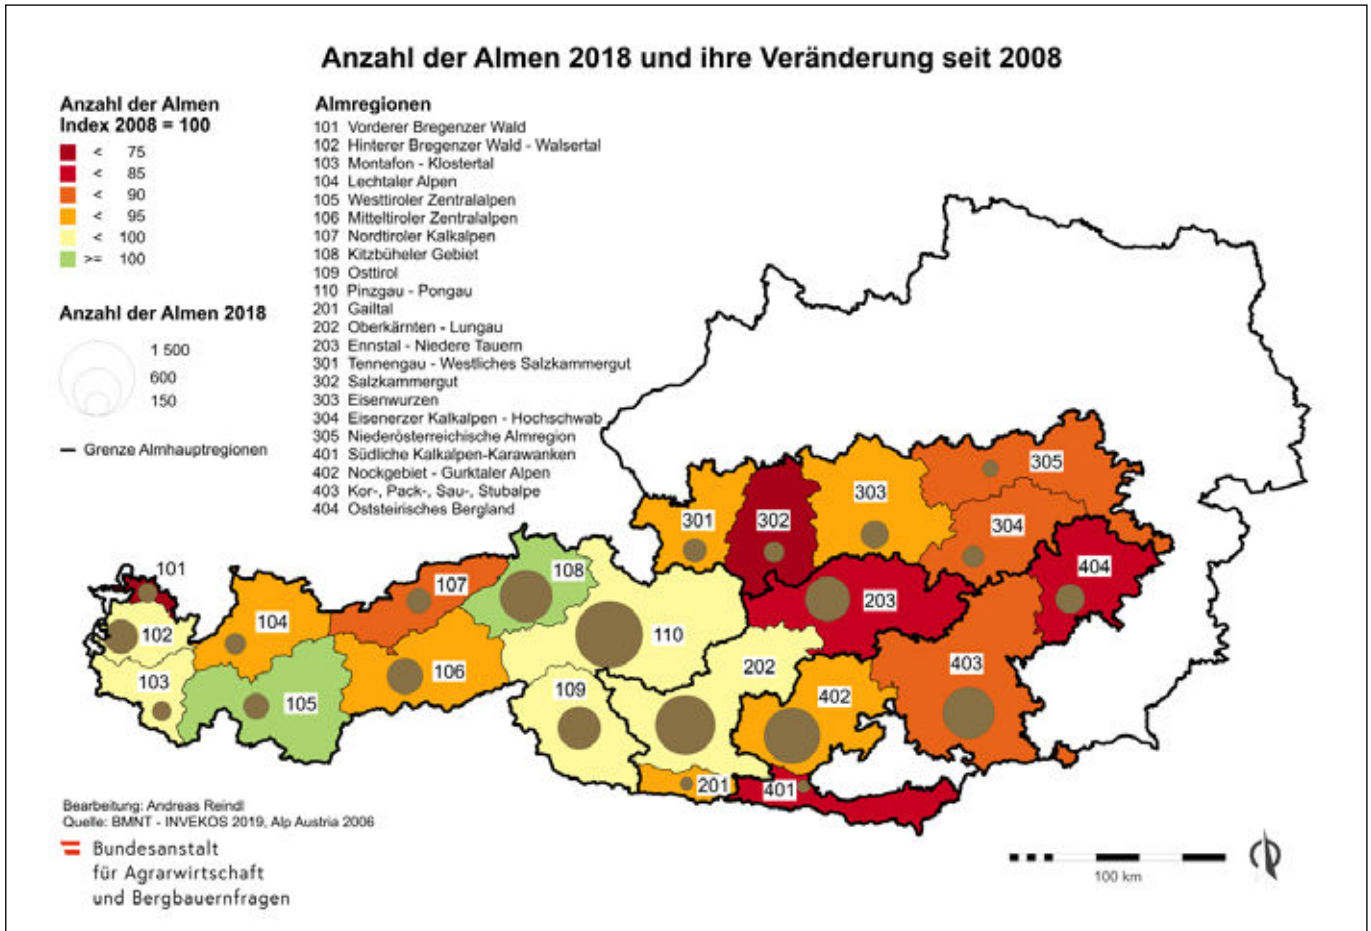 Anzahl der Almen 2018 und ihre Veränderung seit 2008
Anzahl der Almen
Index 2008 = 100
< 75
< 85
< 90
< 95
< 100
>= 100
Anzahl der Almen 2018
1 500
600
150
Grenze Almhauptregionen
Almregionen
101 Vorderer Bregenzer Wald
102 Hinterer Bregenzer Wald - Walsertal
103 Montafon - Klostertal
104 Lechtaler Alpen
105 Westtiroler Zentralalpen
106 Mitteltiroler Zentralalpen
107 Nordtiroler Kalkalpen
108 Kitzbüheler Gebiet
109 Osttirol
110 Pinzgau - Pongau
201 Gailtal
202 Oberkärnten - Lungau
203 Ennstal - Niedere Tauern
301 Tennengau - Westliches Salzkammergut
302 Salzkammergut
303 Eisenwurzen
304 Eisenerzer Kalkalpen - Hochschwab
305 Niederösterreichische Almregion
401 Südliche Kalkalpen-Karawanken
402 Nockgebiet - Gurktaler Alpen
403 Kor-, Pack-, Sau-, Stubalpe
404 Oststeirisches Bergland
305
303
301
302
304
404
101
107
108
203
104
102
110
106
202
403
103
109
402
105
201
401
Bearbeitung: Andreas Reindl
Quelle: BMNT - INVEKOS 2019, Alp Austria 2006
Bundesanstalt
für Agrarwirtschaft
und Bergbauernfragen
100 km